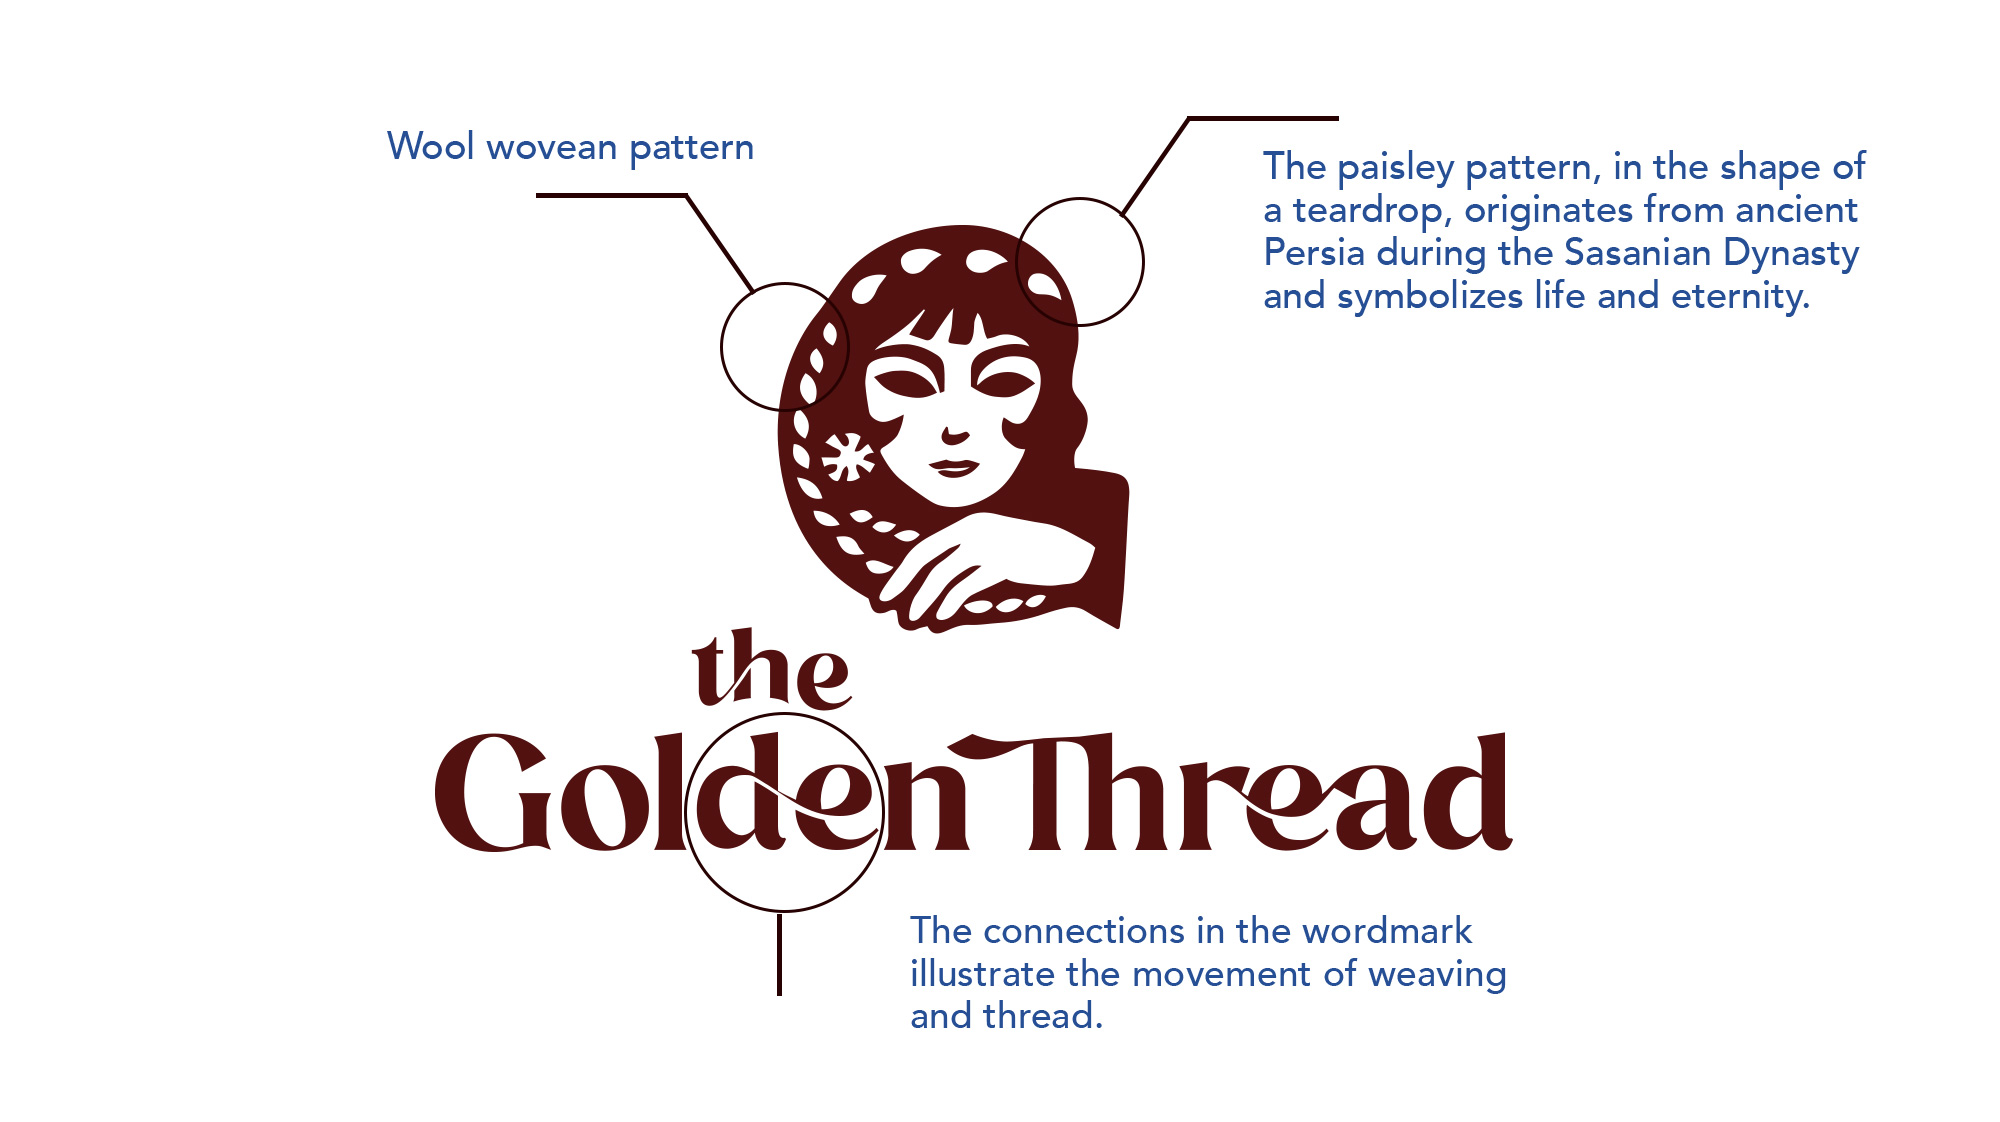 Wool wovean pattern
The paisley pattern, in the shape of
a teardrop, originates from ancient
Persia during the Sasanian Dynasty
and symbolizes life and eternity.
the
Golden Thread
The connections in the wordmark
illustrate the movement of weaving
and thread.